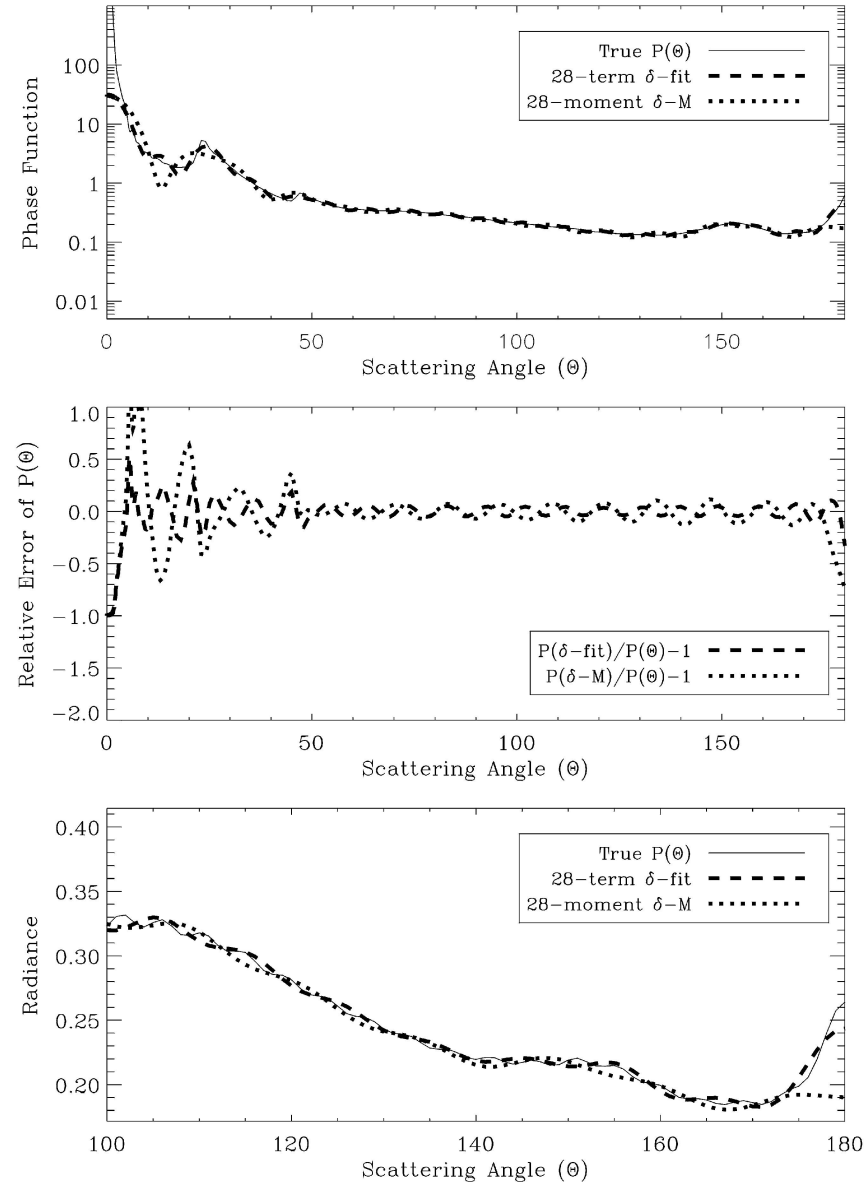 True P(Θ)
28-term δ-fit
28-moment δ-M
100
10
1
0.1
0.01
Phase Function
0 50 100 150
Scattering Angle (Θ)
1.0
0.5
0.0
-0.5
-1.0
-1.5
-2.0
Relative Error of P(Θ)
P(δ-fit)/P(Θ)-1
P(δ-M)/P(Θ)-1
0 50 100 150
Scattering Angle (Θ)
0.40
0.35
0.30
0.25
0.20
Radiance
True P(Θ)
28-term δ-fit
28-moment δ-M
100 120 140 160 180
Scattering Angle (Θ)